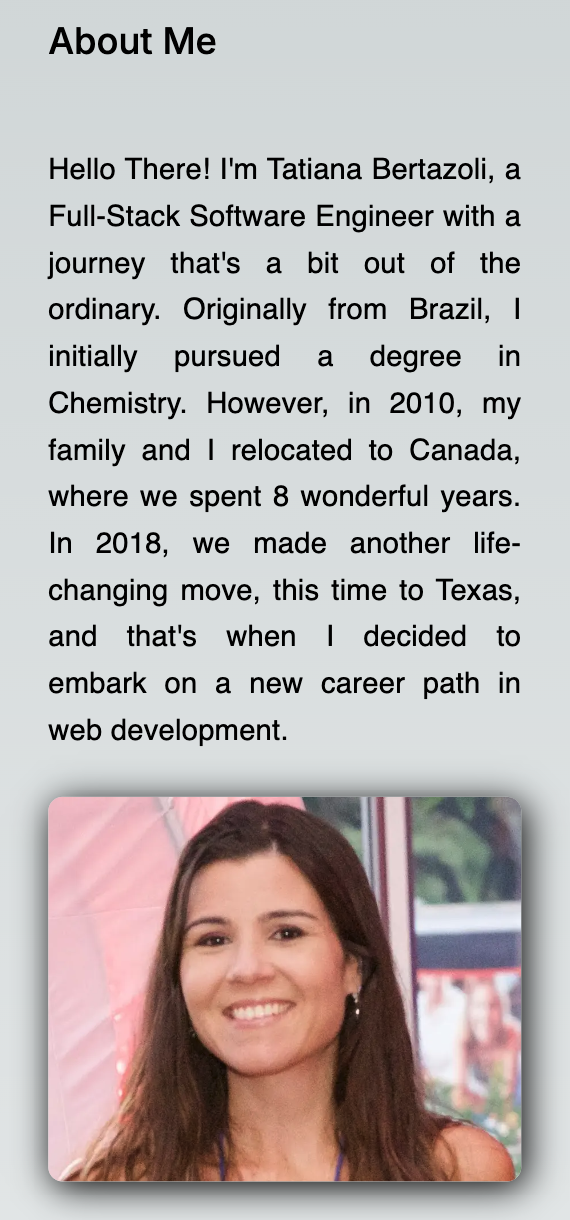 About Me
Hello There! I'm Tatiana Bertazoli, a
Full-Stack Software Engineer with a
journey that's a bit out of the
ordinary. Originally from Brazil, I
initially pursued a degree in
Chemistry. However, in 2010, my
family and I relocated to Canada,
where we spent 8 wonderful years.
In 2018, we made another life-
changing move, this time to Texas,
and that's when I decided to
embark on a new career path in
web development.